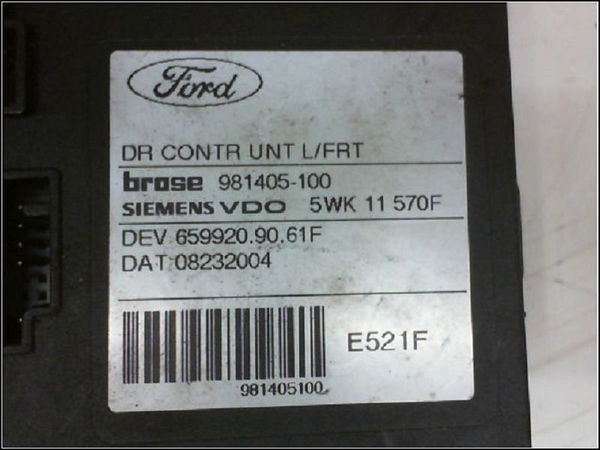 Ford
DR CONTR UNT L/FRT
brose 981405-100
SIEMENS VDO 5WK 11 570F
DEV 659920.90.61F
DAT:08232004
E521F
981405100